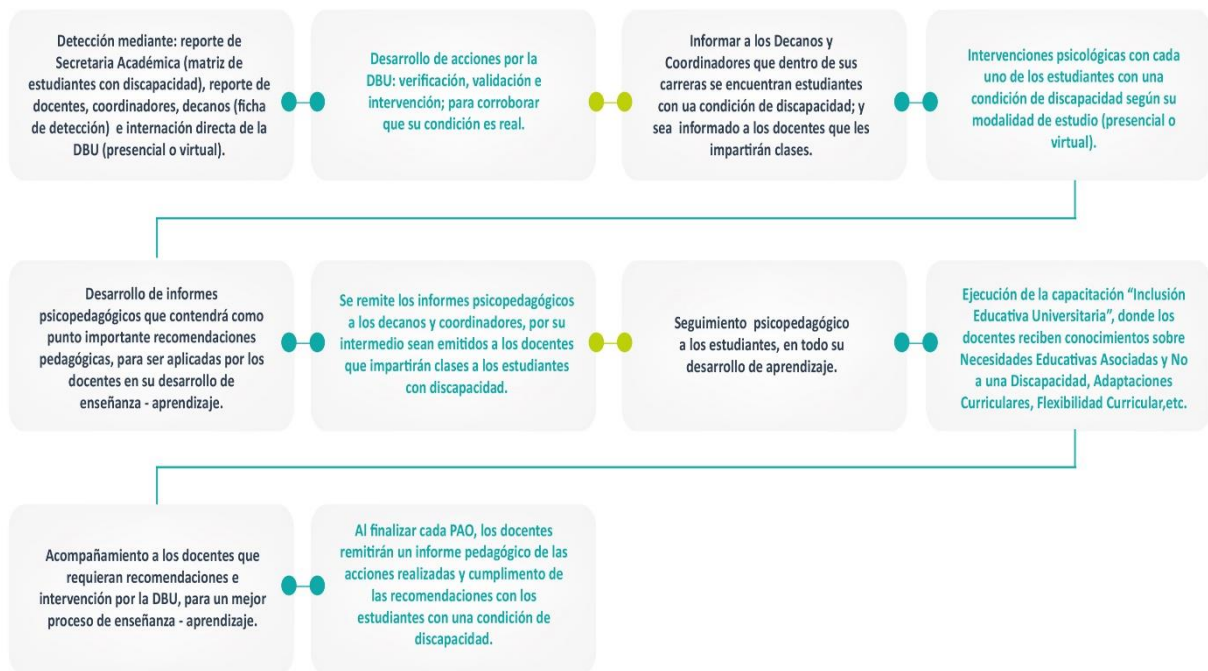 Detección mediante: reporte de
Secretaria Académica (matriz de
estudiantes con discapacidad), reporte de
docentes, coordinadores, decanos (ficha
de detección) e internación directa de la
DBU (presencial o virtual).
Desarrollo de acciones por la
DBU: verificación, validación e
intervención; para corroborar
que su condición es real.
Informar a los Decanos y
Coordinadores que dentro de sus
carreras se encuentran estudiantes
con ua condición de discapacidad; y
sea informado a los docentes que les
impartirán clases.
Intervenciones psicológicas con cada
uno de los estudiantes con una
condición de discapacidad según su
modalidad de estudio (presencial o
virtual).
Desarrollo de informes
psicopedagógicos que contendrá como
punto importante recomendaciones
pedagógicas, para ser aplicadas por los
docentes en su desarrollo de
enseñanza - aprendizaje.
Se remite los informes psicopedagógicos
a los decanos y coordinadores, por su
intermedio sean emitidos a los docentes
que impartirán clases a los estudiantes
con discapacidad.
Seguimiento psicopedagógico
a los estudiantes, en todo su
desarrollo de aprendizaje.
Ejecución de la capacitación “Inclusión
Educativa Universitaria”, donde los
docentes reciben conocimientos sobre
Necesidades Educativas Asociadas y No
a una Discapacidad, Adaptaciones
Curriculares, Flexibilidad Curricular,etc.
Acompañamiento a los docentes que
requieran recomendaciones e
intervención por la DBU, para un mejor
proceso de enseñanza - aprendizaje.
Al finalizar cada PAO, los docentes
remitirán un informe pedagógico de las
acciones realizadas y cumplimento de
las recomendaciones con los
estudiantes con una condición de
discapacidad.